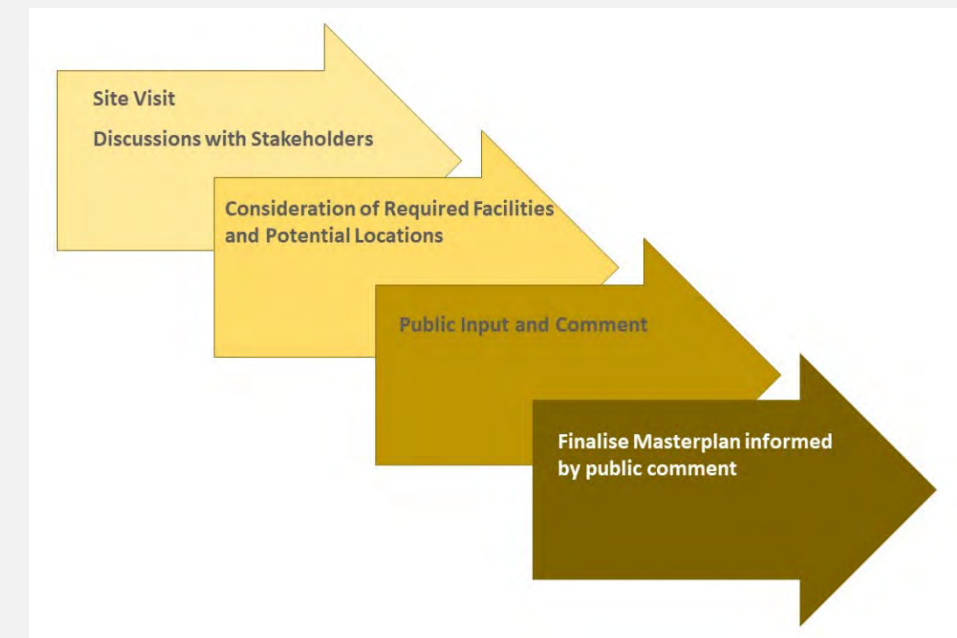 Site Visit
Discussions with Stakeholders
Consideration of Required Facilities
and Potential Locations
Public Input and Comment
Finalise Masterplan informed
by public comment